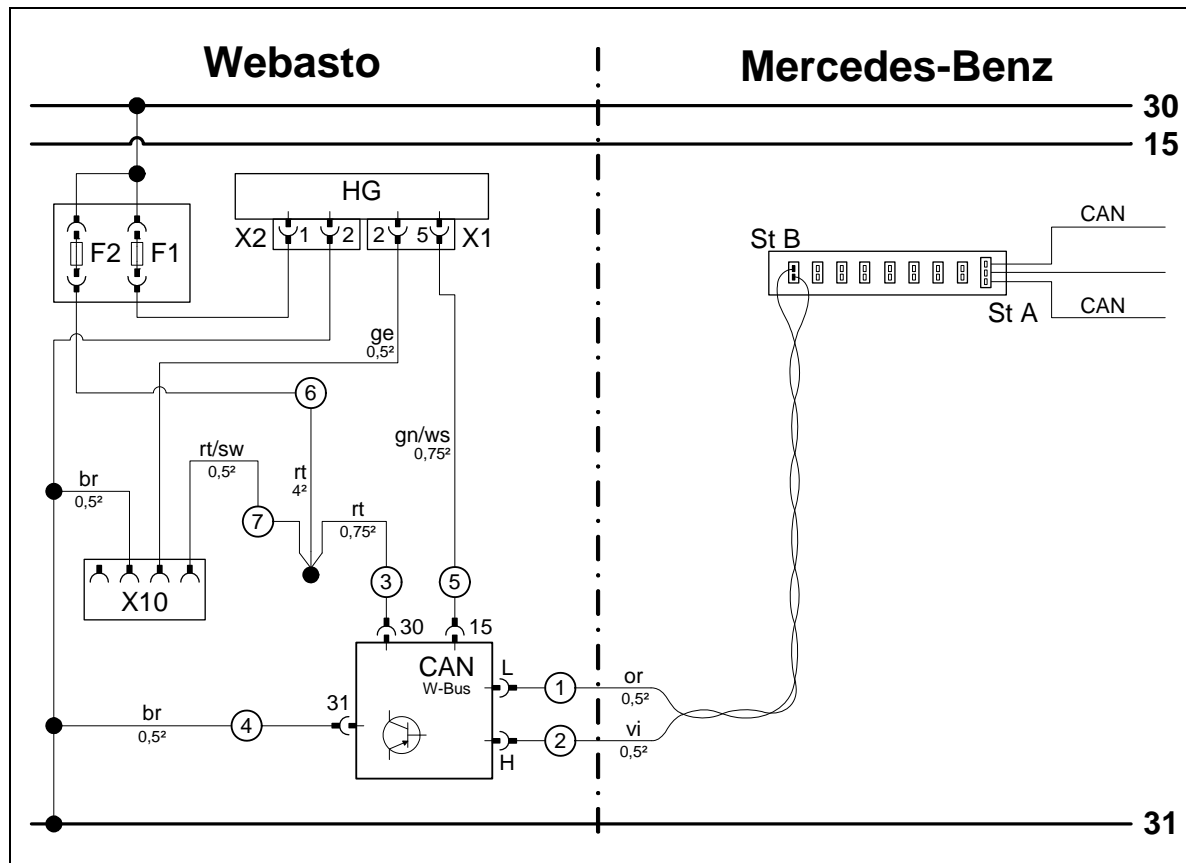 Webasto
Mercedes-Benz
30
15
HG
X2 1 2 2 5 X1
F2 F1
St B
CAN
St A
CAN
ge
0,5²
6
rt/sw
0,5²
rt
4²
gn/ws
0,75²
br
0,5²
7
rt
0,75²
3
5
X10
30
15
CAN
W-Bus
L
1
or
0,5²
br
0,5²
4
31
H
2
vi
0,5²
31